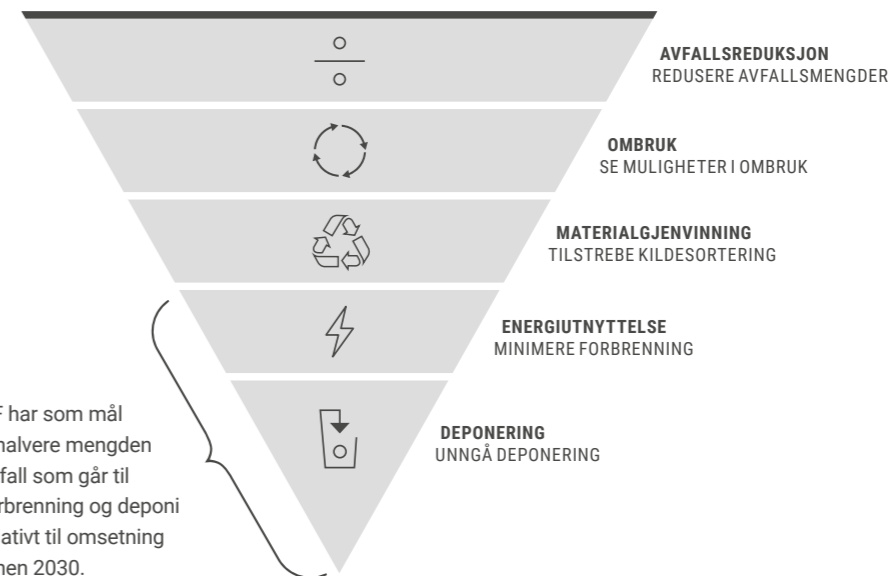 AVFALLSREDUKSJON
REDUSERE AVFALLSMENGDER
OMBRUK
SE MULIGHETER I OMBRUK
MATERIALGJENVINNING
TILSTREBE KILDESORTERING
ENERGIUTNYTTELSE
MINIMERE FORBRENNING
DEPONERING
UNNGÅ DEPONERING
har som mål
halvere mengden
som går til
og deponi
til omsetning
2030.